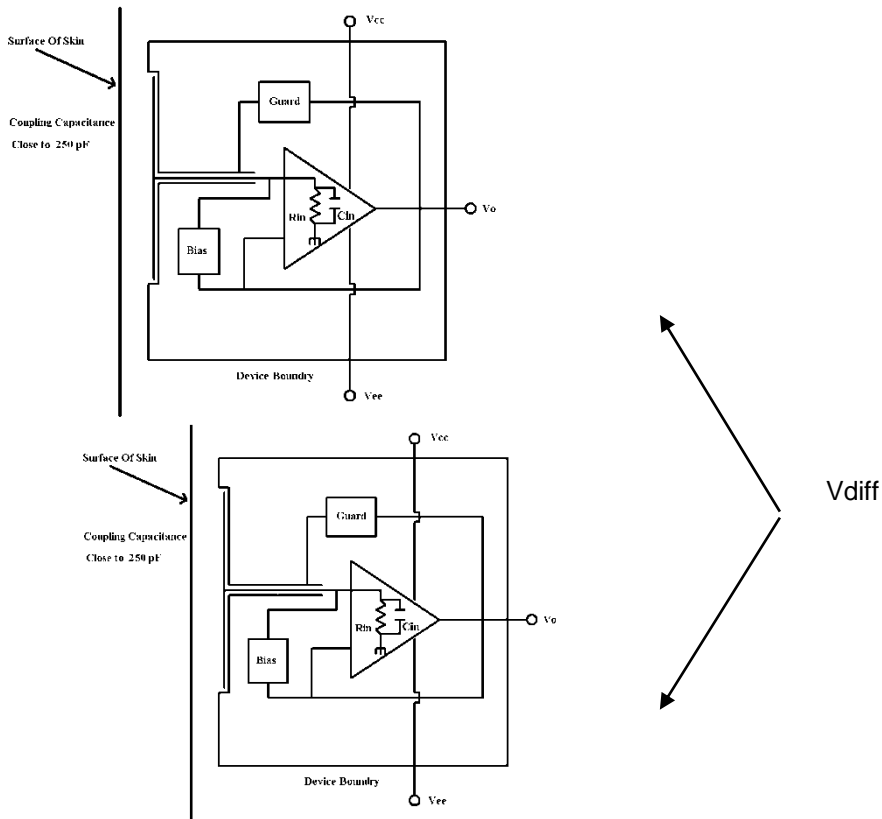 Vcc
Surface Of Skin
Guard
Coupling Capacitance
Close to 250 pF
Rin
Cin
Vo
Bias
Device Boundry
Vee
Vcc
Surface Of Skin
Vdiff
Guard
Coupling Capacitance
Close to 250 pF
Rin
Cin
Vo
Bias
Device Boundry
Vee